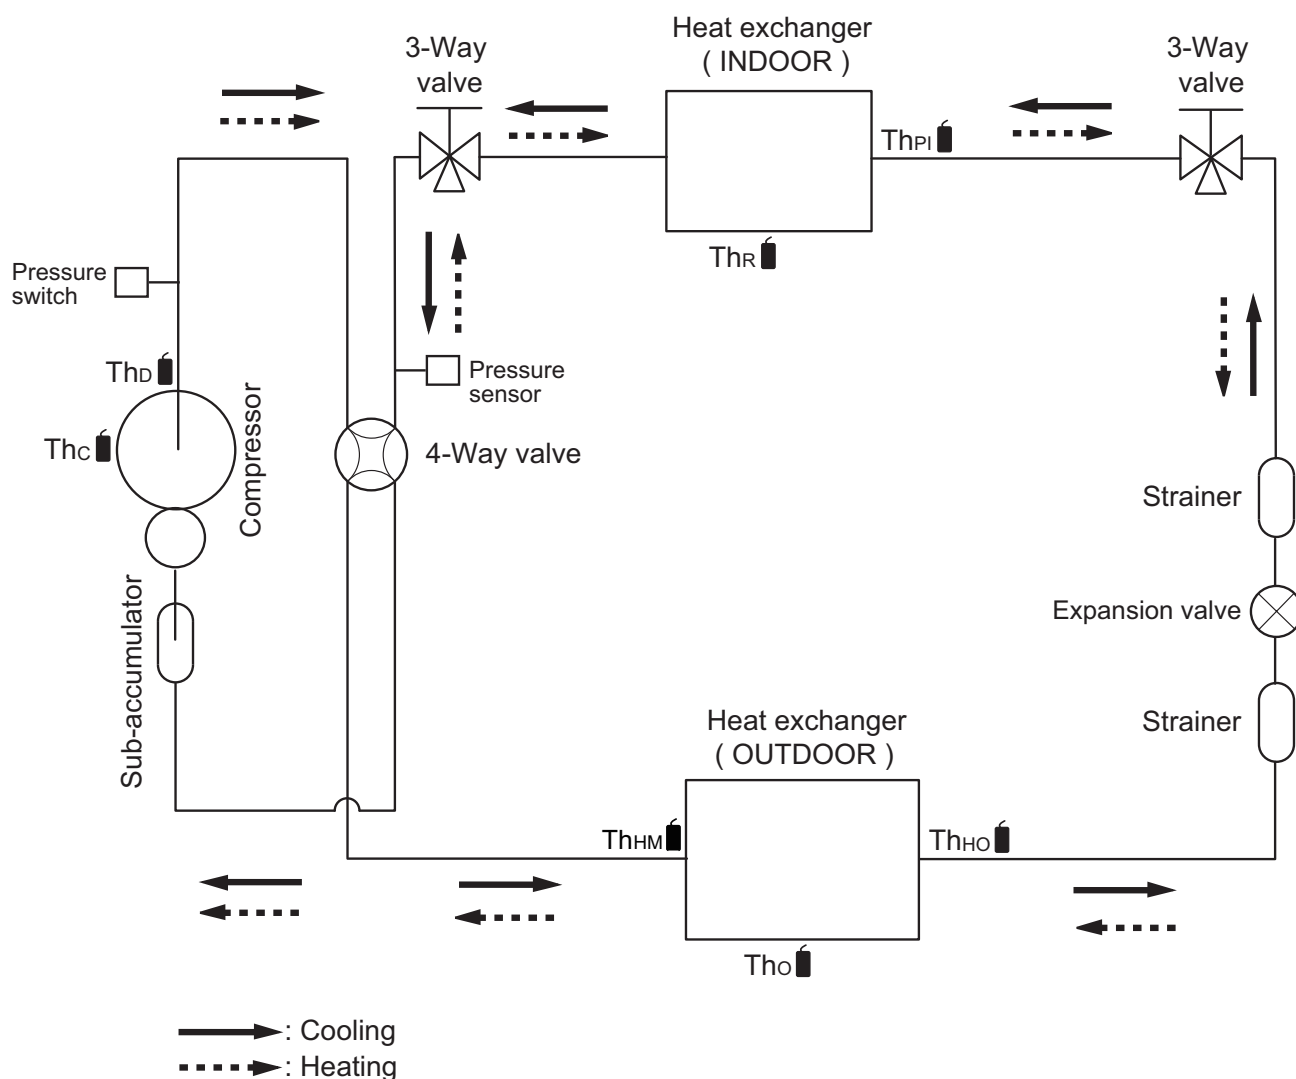 Heat exchanger
( INDOOR )
3-Way
valve
3-Way
valve
ThPI
ThR
Pressure
switch
ThD
Pressure
sensor
ThC
Compressor
4-Way valve
Strainer
Sub-accumulator
Expansion valve
Strainer
Heat exchanger
( OUTDOOR )
ThHM
ThHO
ThO
: Cooling
: Heating